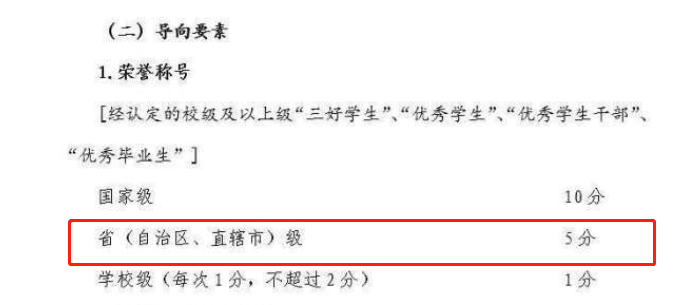 （二）导向要素
1.荣誉称号
[经认定的校级及以上级“三好学生”、“优秀学生”、“优秀学生干部”、
“优秀毕业生”]
国家级 10分
省（自治区、直辖市）级 5分
学校级（每次1分，不超过2分） 1分